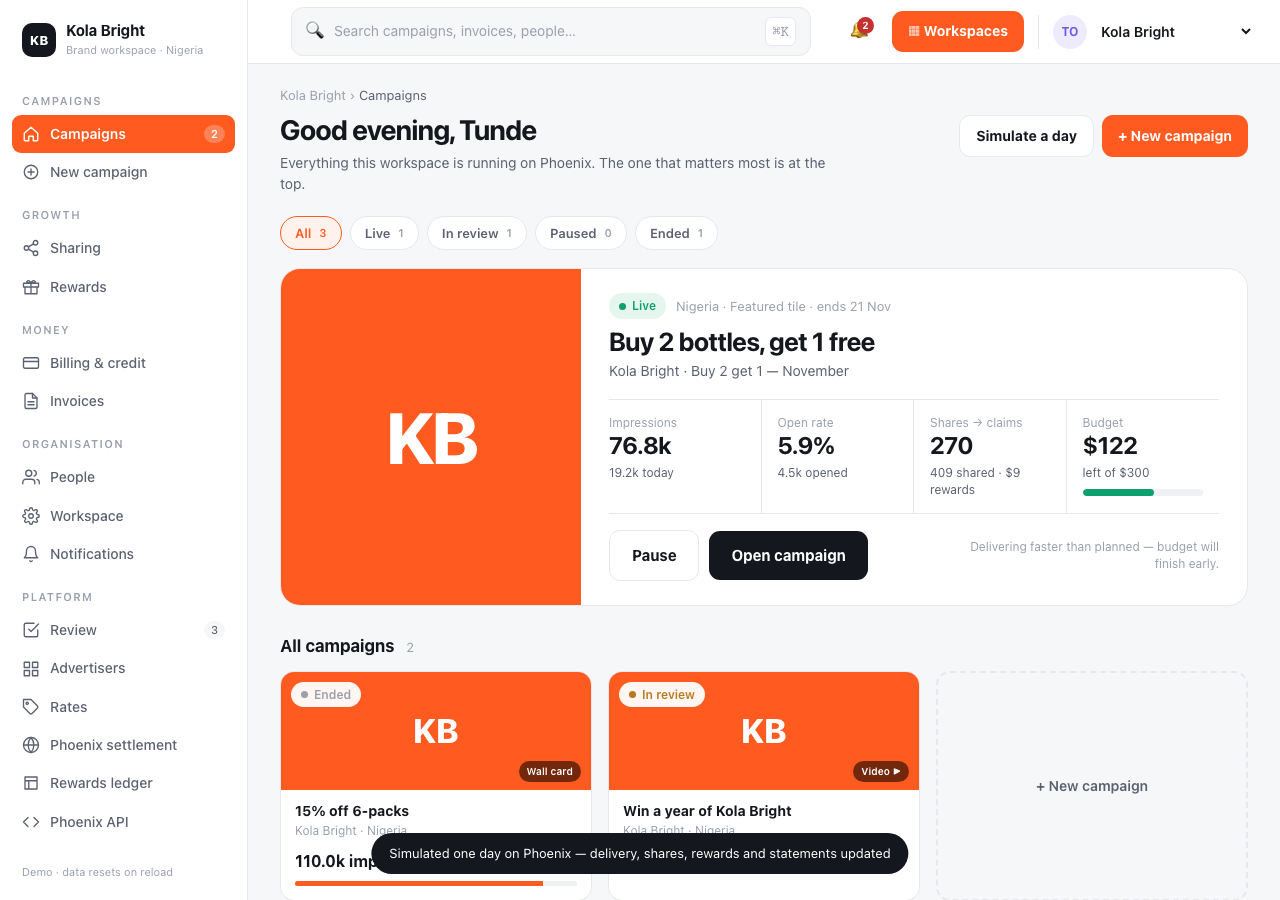 KB
Kola Bright
Brand workspace · Nigeria
CAMPAIGNS
Campaigns 2
New campaign
GROWTH
Sharing
Rewards
MONEY
Billing & credit
Invoices
ORGANISATION
People
Workspace
Notifications
PLATFORM
Review 3
Advertisers
Rates
Phoenix settlement
Rewards ledger
Phoenix API
Demo · data resets on reload
Search campaigns, invoices, people… ⌘K
2
Workspaces
TO Kola Bright
Kola Bright › Campaigns
Good evening, Tunde
Everything this workspace is running on Phoenix. The one that matters most is at the
top.
Simulate a day
+ New campaign
All 3
Live 1
In review 1
Paused 0
Ended 1
KB
Live Nigeria · Featured tile · ends 21 Nov
Buy 2 bottles, get 1 free
Kola Bright · Buy 2 get 1 — November
Impressions
76.8k
19.2k today
Open rate
5.9%
4.5k opened
Shares → claims
270
409 shared · $9
rewards
Budget
$122
left of $300
Pause
Open campaign
Delivering faster than planned — budget will
finish early.
All campaigns 2
Ended
KB
Wall card
15% off 6-packs
Kola Bright · Nigeria
110.0k
In review
KB
Video ▶
Win a year of Kola Bright
Kola Bright · Nigeria
+ New campaign
Simulated one day on Phoenix — delivery, shares, rewards and statements updated